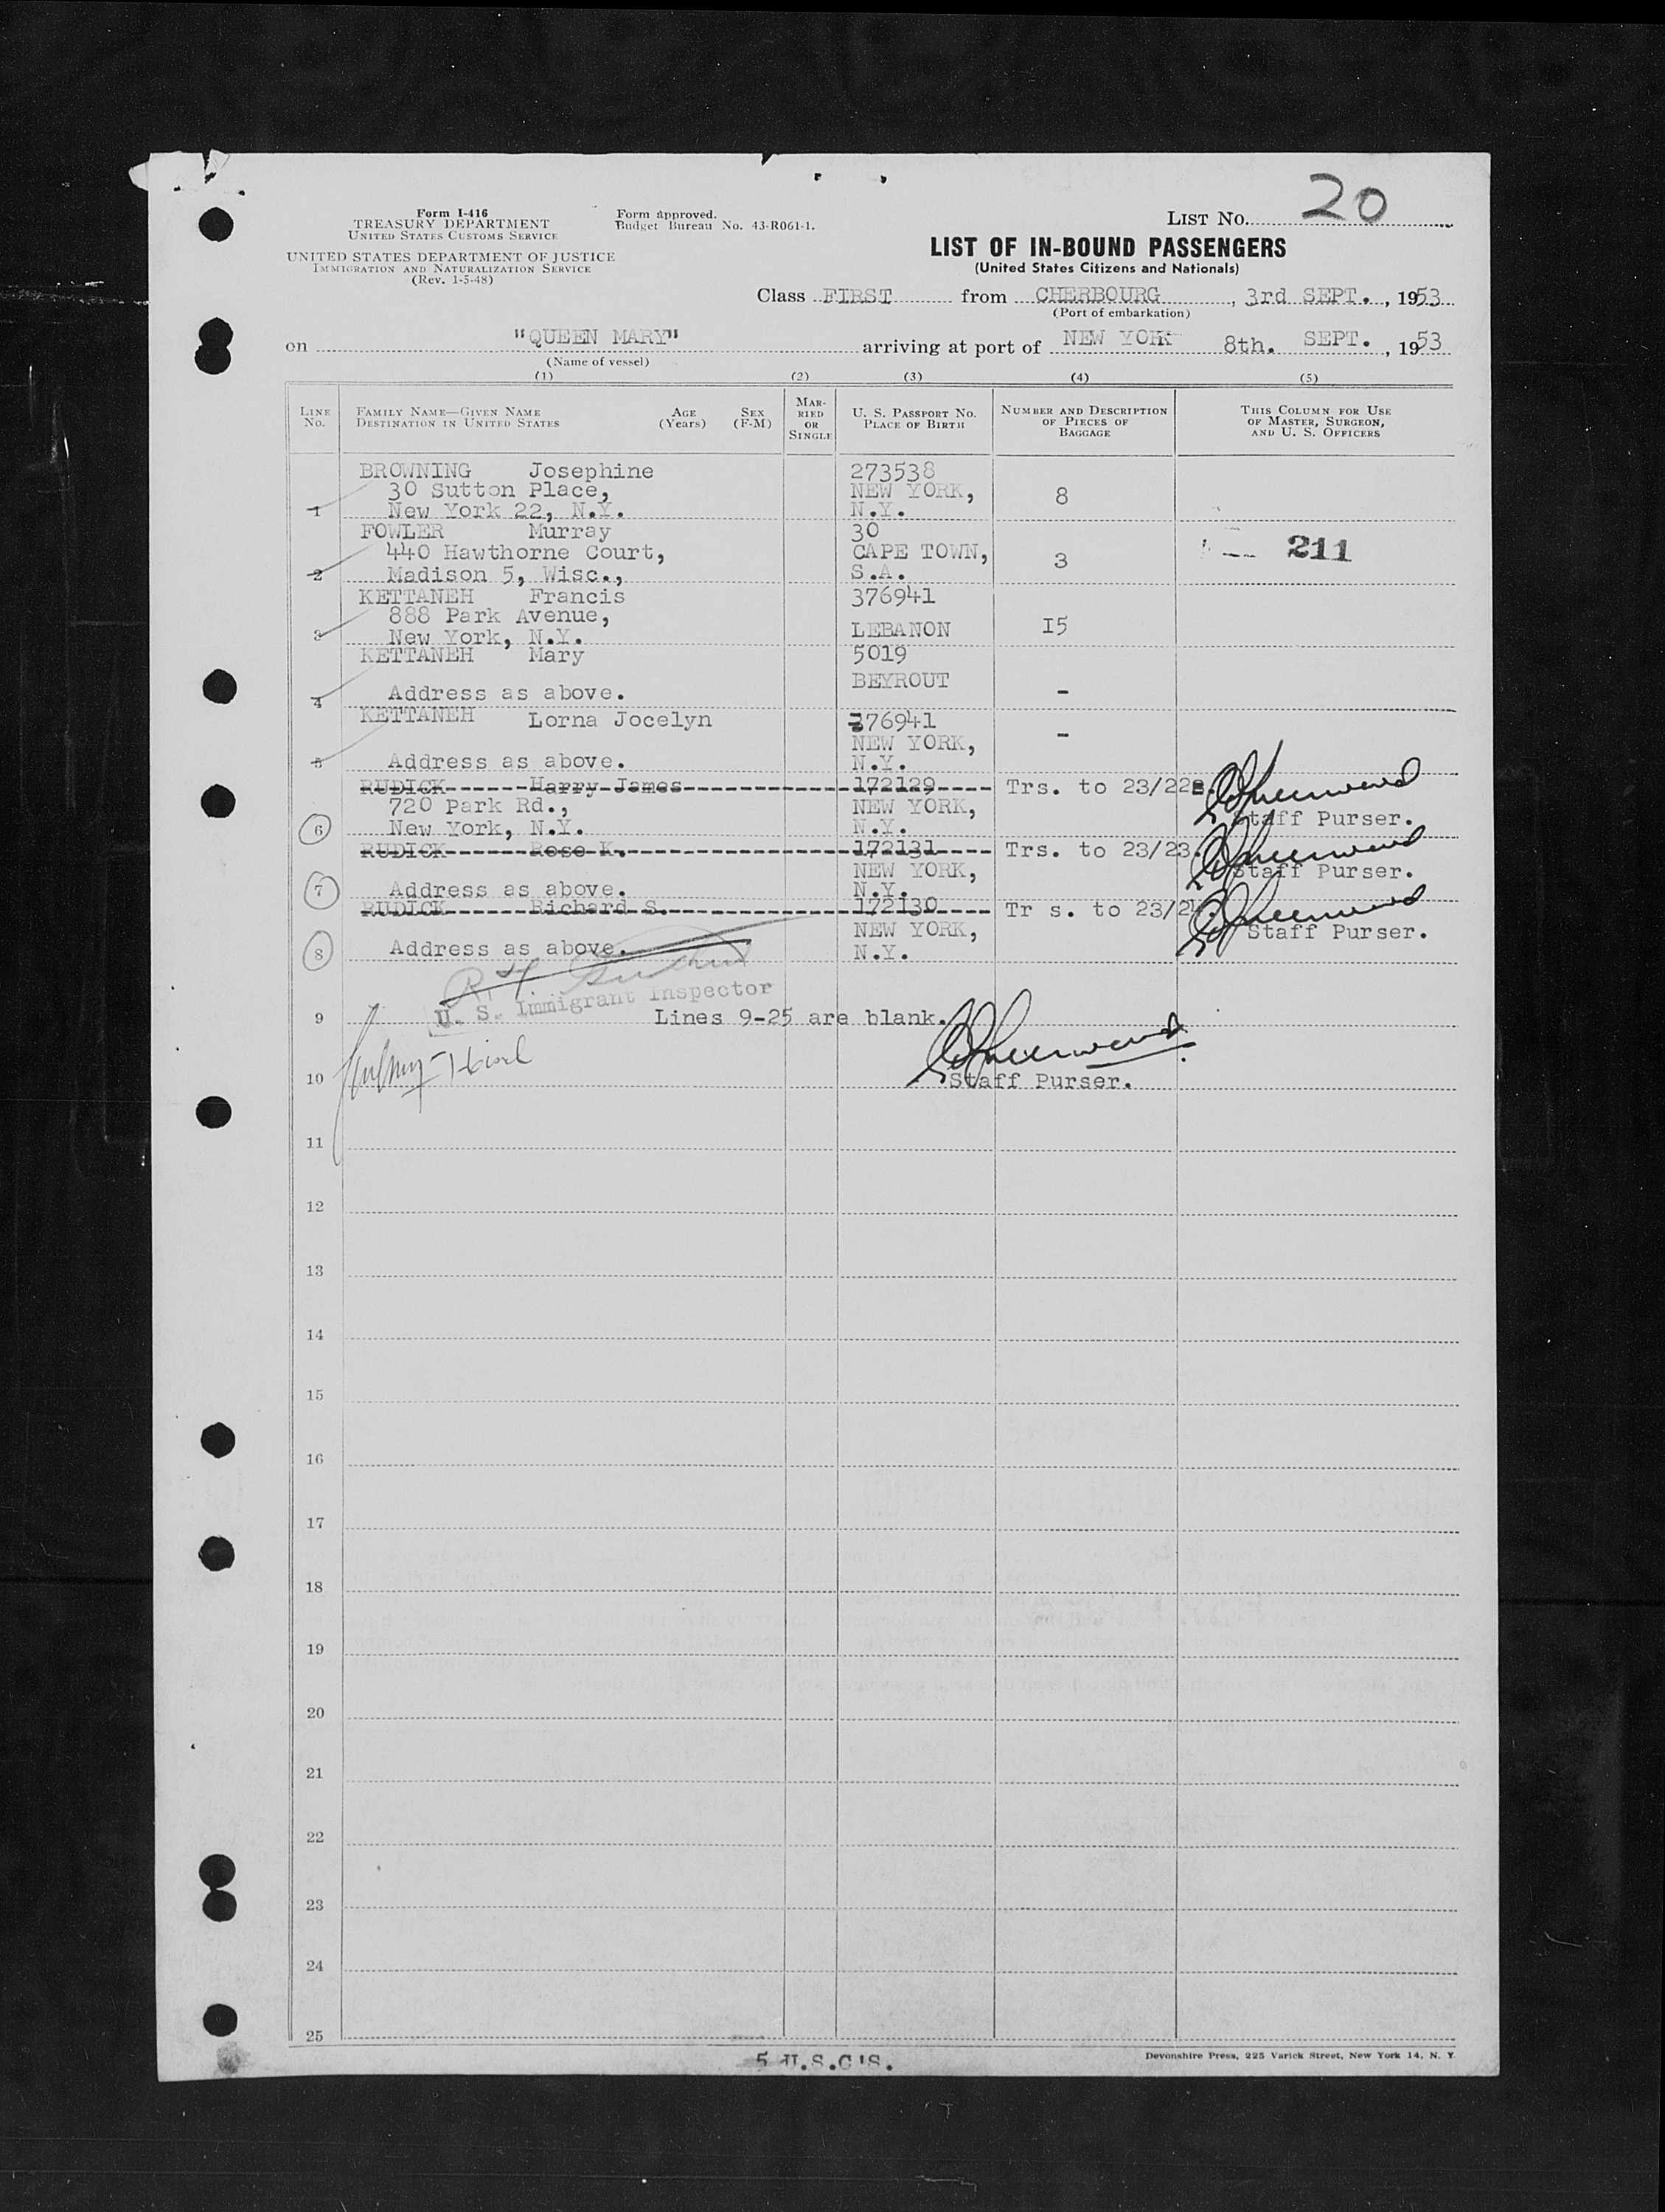 Form I-416
TREASURY DEPARTMENT
UNITED STATES CUSTOMS SERVICE
UNITED STATES DEPARTMENT OF JUSTICE
IMMIGRATION AND NATURALIZATION SERVICE
(Rev. 1-5-48)
Form approved.
Budget Bureau No. 43-R061-1.
LIST No. 20
LIST OF IN-BOUND PASSENGERS
(United States Citizens and Nationals)
Class FIRST from CHERBOURG, 3rd SEPT., 1953
(Port of embarkation)
on "QUEEN MARY" arriving at port of NEW YORK 8th. SEPT., 1953
(Name of vessel)
(1) (2) (3) (4) (5)
LINE No. FAMILY NAME—GIVEN NAME DESTINATION IN UNITED STATES AGE (Years) SEX (F-M) MARRIED OR SINGLE U. S. PASSPORT NO. PLACE OF BIRTH NUMBER AND DESCRIPTION OF PIECES OF BAGGAGE THIS COLUMN FOR USE OF MASTER, SURGEON, AND U. S. OFFICERS
BROWNING Josephine 273538
30 Sutton Place, NEW YORK, 8
1 New York 22, N.Y. N.Y.
FOWLER Murray 30
440 Hawthorne Court, CAPE TOWN, 3 211
2 Madison 5, Wisc., S.A.
KETTANEH Francis 376941
888 Park Avenue,
3 New York, N.Y. LEBANON 15
KETTANEH Mary 5019
BEYROUT
4 Address as above. -
KETTANEH Lorna Jocelyn 376941
NEW YORK, -
5 Address as above. N.Y.
RUDICK Harry James 172129 Trs. to 23/22.
720 Park Rd., NEW YORK,
6 New York, N.Y. N.Y. Staff Purser.
RUDICK Rose K. 172131 Trs. to 23/23.
NEW YORK, Staff Purser.
7 Address as above. N.Y.
RUDICK Richard S. 172130 Tr s. to 23/24.
NEW YORK, Staff Purser.
8 Address as above. N.Y.
U. S. Immigrant Inspector
9 Lines 9-25 are blank.
10 Staff Purser.
11
12
13
14
15
16
17
18
19
20
21
22
23
24
25
5 U.S.C'S.
Devonshire Press, 225 Varick Street, New York 14, N. Y.